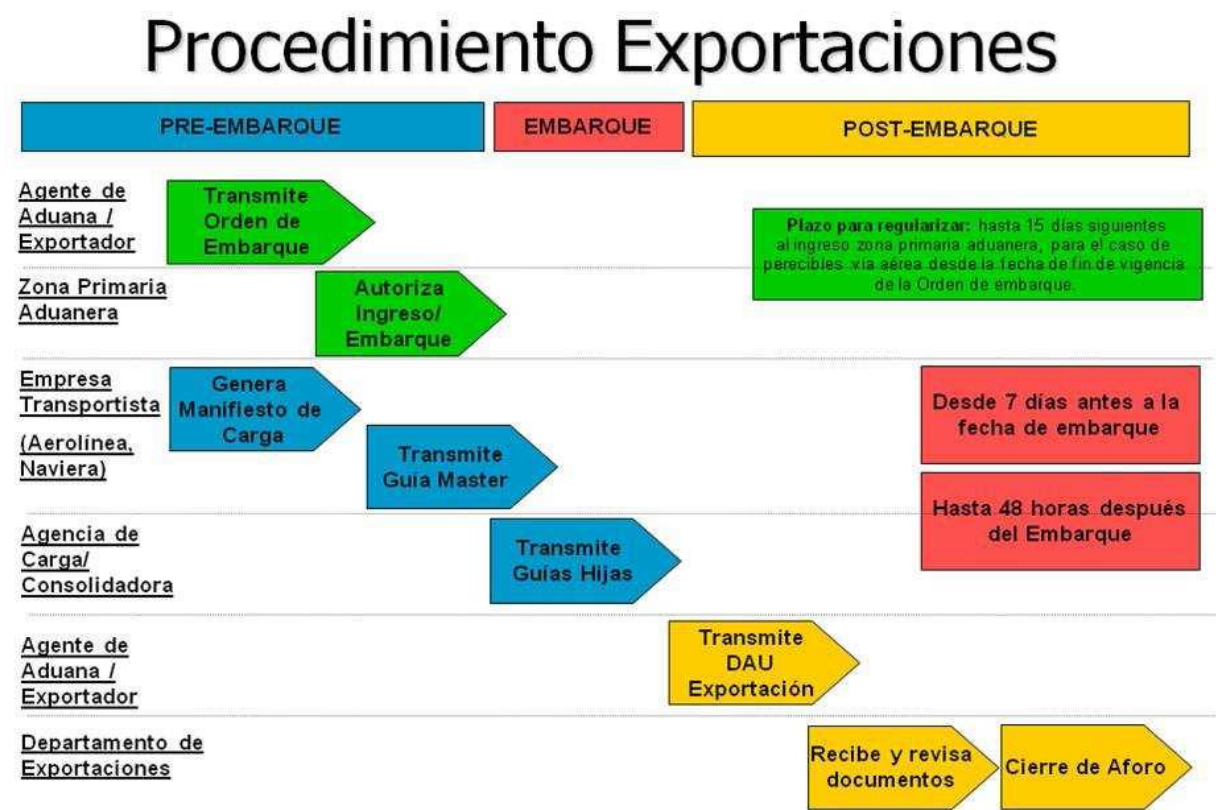 Procedimiento Exportaciones
PRE-EMBARQUE
EMBARQUE
POST-EMBARQUE
Agente de
Aduana /
Exportador
Transmite
Orden de
Embarque
Plazo para regularizar: hasta 15 días siguientes
al ingreso zona primaria aduanera, para el caso de
perecibles vía aérea desde la fecha de fin de vigencia
de la Orden de embarque.
Zona Primaria
Aduanera
Autoriza
Ingreso/
Embarque
Empresa
Transportista
(Aerolínea,
Naviera)
Genera
Manifiesto de
Carga
Transmite
Guía Master
Desde 7 días antes a la
fecha de embarque
Hasta 48 horas después
del Embarque
Agencia de
Carga/
Consolidadora
Transmite
Guías Hijas
Agente de
Aduana /
Exportador
Transmite
DAU
Exportación
Departamento de
Exportaciones
Recibe y revisa
documentos
Cierre de Aforo